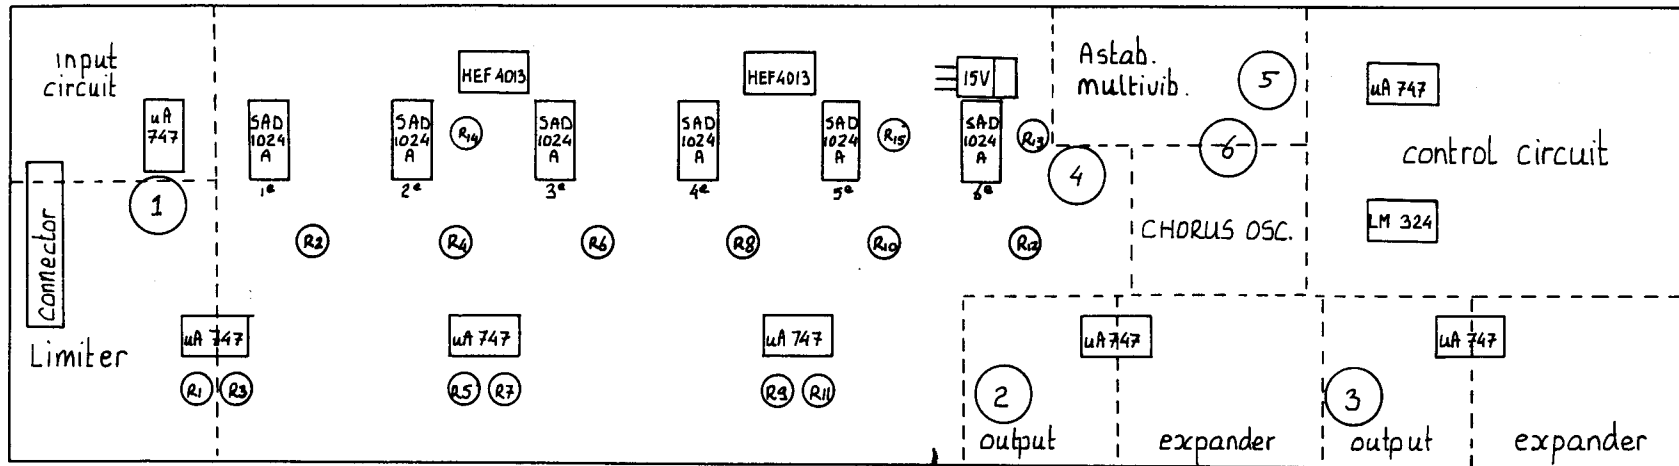 input
circuit
uA
747
connector
1
Limiter
uA 747
R1
R3
HEF 4013
HEF4013
15V
SAD
1024
A
1e
SAD
1024
A
2e
R14
SAD
1024
A
3e
SAD
1024
A
4e
SAD
1024
A
5e
R15
SAD
1024
A
6e
R13
R2
R4
R6
R8
R10
R12
uA 747
R5
R7
uA 747
R9
R11
Astab.
multivib.
5
6
4
CHORUS OSC.
uA 747
control circuit
LM 324
uA747
2
output
expander
uA 747
3
output
expander